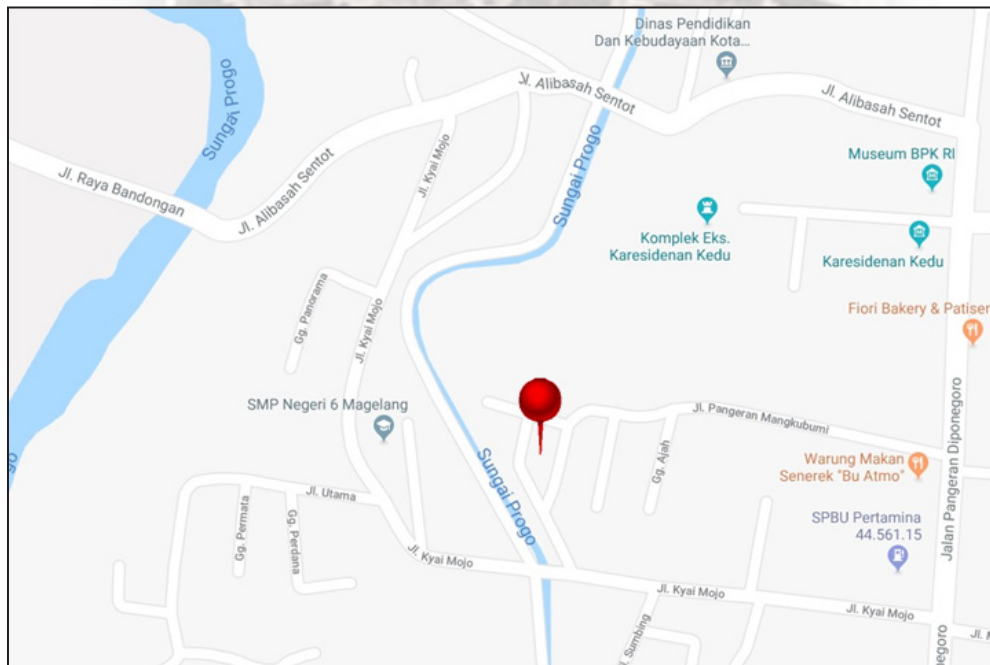 Dinas Pendidikan
Dan Kebudayaan Kota...
Jl. Alibasah Sentot
Jl. Alibasah Sentot
Sungai Progo
Jl. Kyai Mojo
Sungai Progo
Museum BPK RI
Jl. Raya Bandongan
Jl. Alibasah Sentot
Komplek Eks.
Karesidenan Kedu
Karesidenan Kedu
Gg. Panorama
Jl. Kyai Mojo
Fiori Bakery & Patiser
SMP Negeri 6 Magelang
Jl. Pangeran Mangkubumi
Gg. Ajah
Warung Makan
Senerek "Bu Atmo"
Jalan Pangeran Diponegoro
go
Sungai Progo
Jl. Utama
Gg. Permata
Gg. Perdana
SPBU Pertamina
44.561.15
Jl. Kyai Mojo
Jl. Kyai Mojo
Jl. Kyai Mojo
Jl. M
Jl. Sumbing
negoro